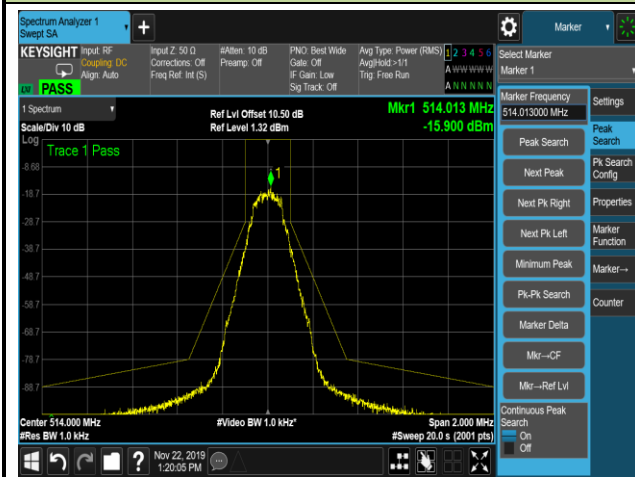 Spectrum Analyzer 1
Swept SA
Marker
KEYSIGHT
Input: RF
Coupling: DC
Align: Auto
Input Z: 50 Ω
Corrections: Off
Freq Ref: Int (S)
#Atten: 10 dB
Preamp: Off
PNO: Best Wide
Gate: Off
IF Gain: Low
Sig Track: Off
Avg Type: Power (RMS)
Avg|Hold >1/1
Trig: Free Run
1 2 3 4 5 6
A W W W W W
A N N N N N
LXI
PASS
1 Spectrum
Scale/Div 10 dB
Ref Lvl Offset 10.50 dB
Ref Level 1.32 dBm
Mkr1 514.013 MHz
-15.900 dBm
Log
Trace 1 Pass
1
-8.68
-18.7
-28.7
-38.7
-48.7
-58.7
-68.7
-78.7
-88.7
Center 514.000 MHz
#Res BW 1.0 kHz
#Video BW 1.0 kHz*
Span 2.000 MHz
#Sweep 20.0 s (2001 pts)
Nov 22, 2019
1:20:05 PM
Select Marker
Marker 1
Marker Frequency
514.013000 MHz
Peak Search
Next Peak
Next Pk Right
Next Pk Left
Minimum Peak
Pk-Pk Search
Marker Delta
Mkr→CF
Mkr→Ref Lvl
Continuous Peak
Search
On
Off
Settings
Peak
Search
Pk Search
Config
Properties
Marker
Function
Marker→
Counter